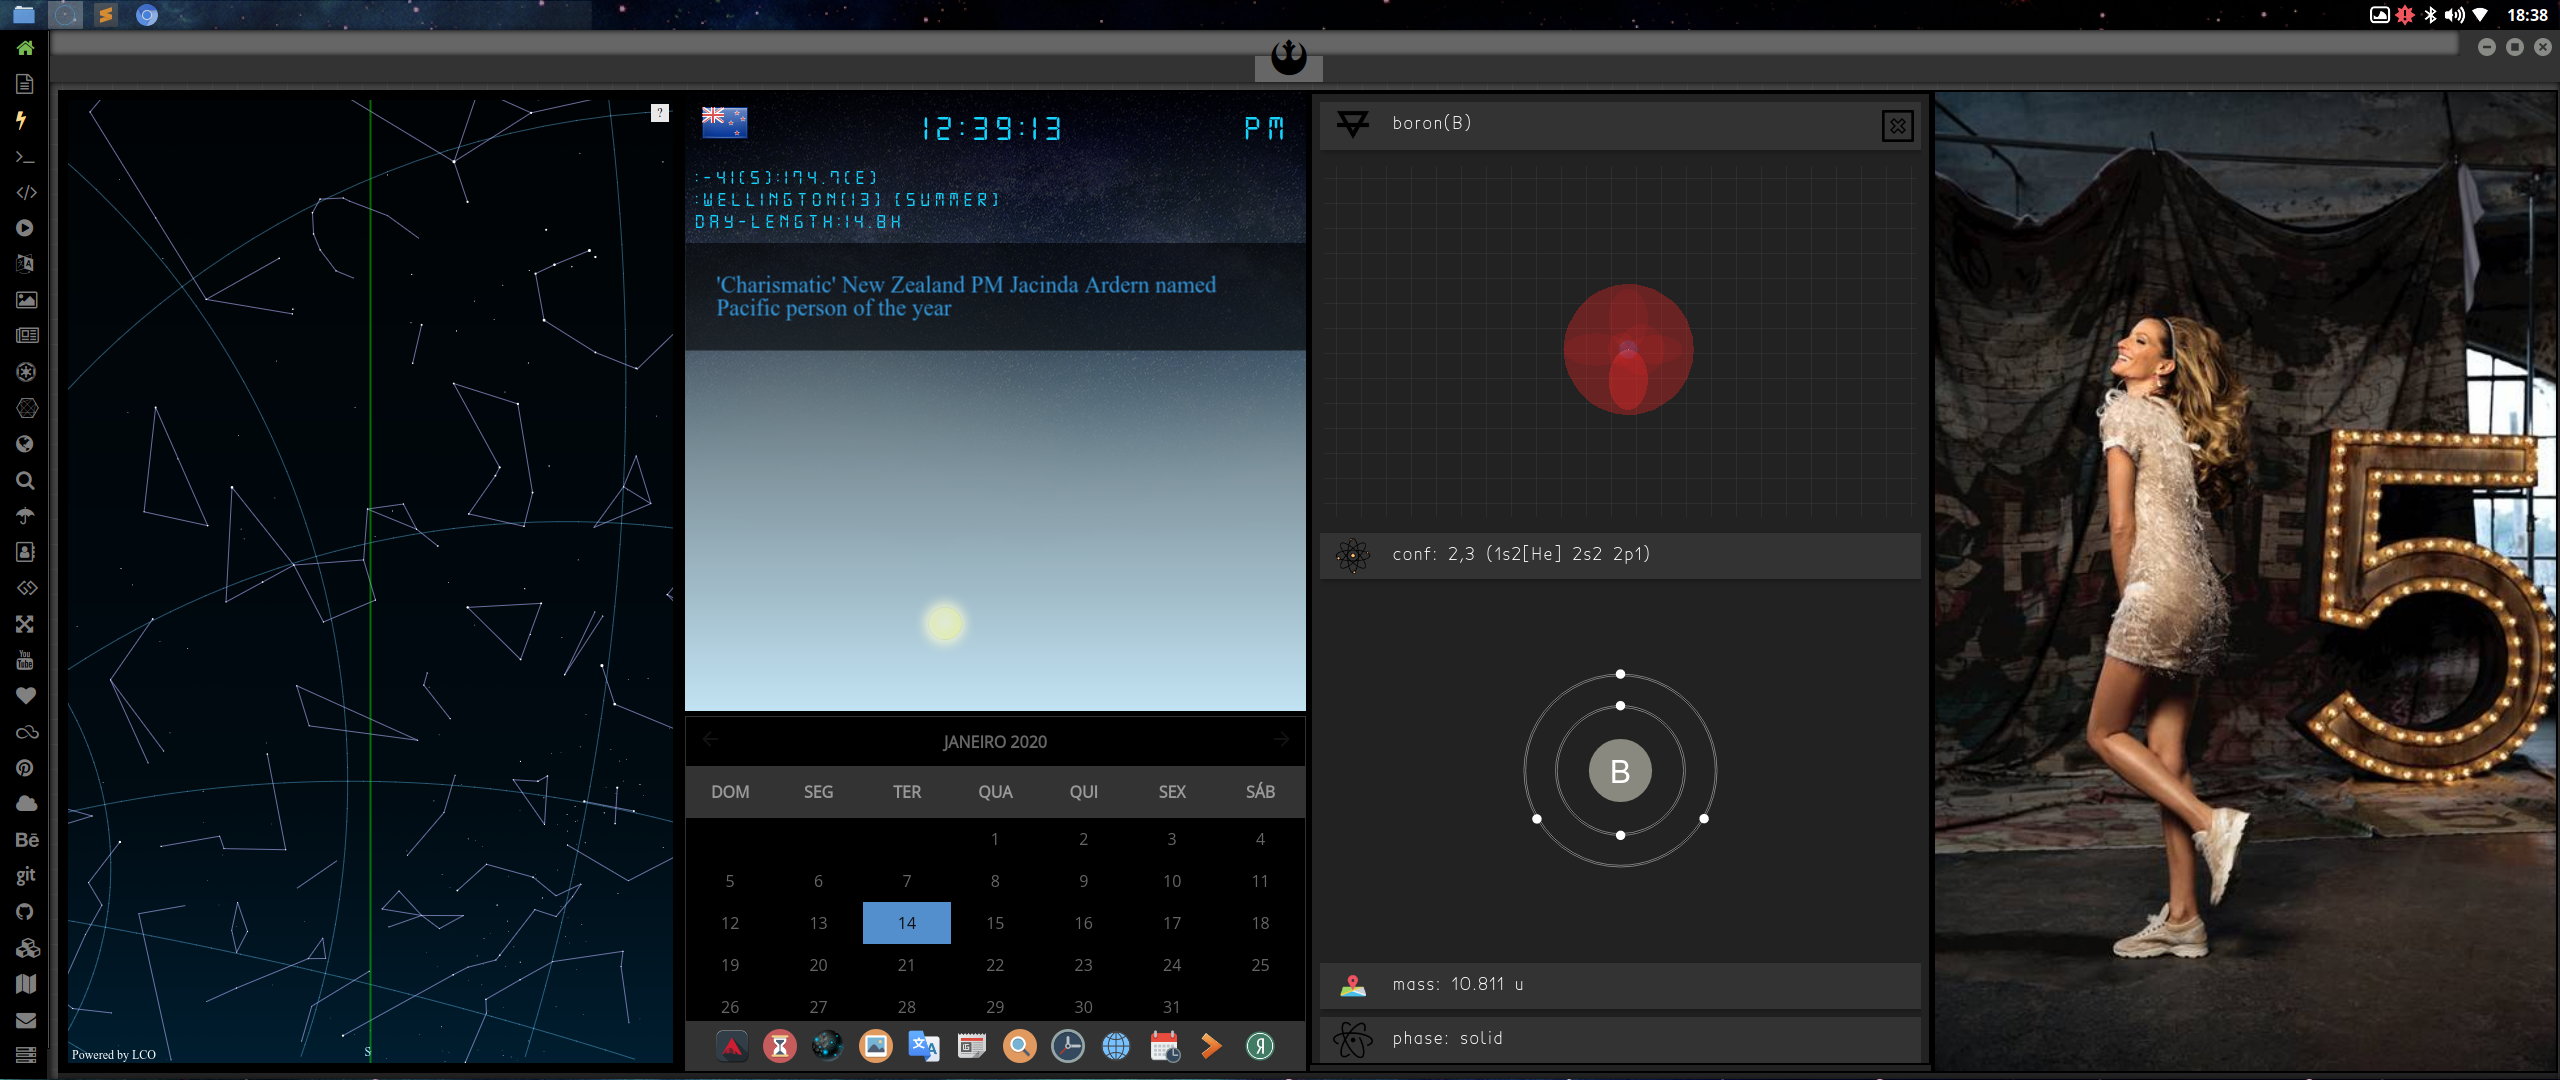 18:38
?
Powered by LCO
S
12:39:13 PM
:-41(S):174.7(E)
:WELLINGTON(13) (SUMMER)
DAY-LENGTH:14.8H
'Charismatic' New Zealand PM Jacinda Ardern named
Pacific person of the year
JANEIRO 2020
DOM SEG TER QUA QUI SEX SÁB
1 2 3 4
5 6 7 8 9 10 11
12 13 14 15 16 17 18
19 20 21 22 23 24 25
26 27 28 29 30 31
boron(B)
conf: 2,3 (1s2[He] 2s2 2p1)
B
mass: 10.811 u
phase: solid
5
You
Tube
Bē
git